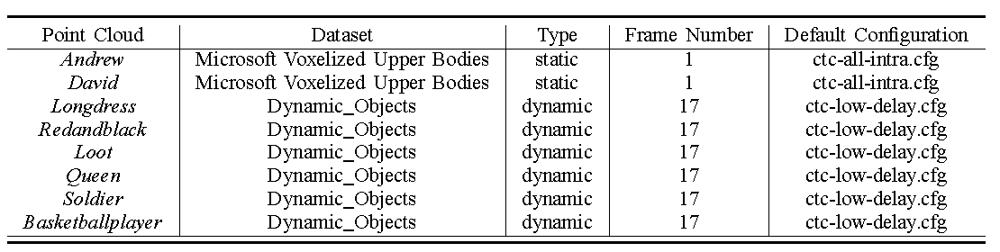 Point Cloud Dataset Type Frame Number Default Configuration
Andrew Microsoft Voxelized Upper Bodies static 1 ctc-all-intra.cfg
David Microsoft Voxelized Upper Bodies static 1 ctc-all-intra.cfg
Longdress Dynamic_Objects dynamic 17 ctc-low-delay.cfg
Redandblack Dynamic_Objects dynamic 17 ctc-low-delay.cfg
Loot Dynamic_Objects dynamic 17 ctc-low-delay.cfg
Queen Dynamic_Objects dynamic 17 ctc-low-delay.cfg
Soldier Dynamic_Objects dynamic 17 ctc-low-delay.cfg
Basketballplayer Dynamic_Objects dynamic 17 ctc-low-delay.cfg